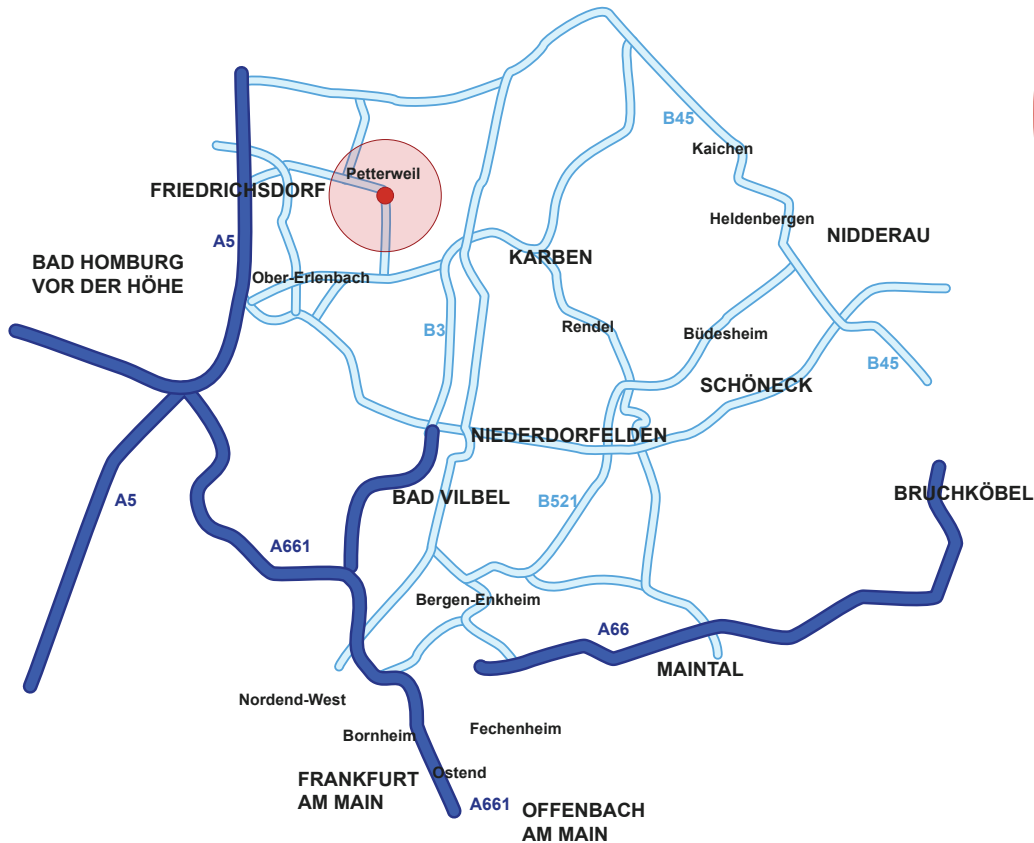 B45
Kaichen
Petterweil
FRIEDRICHSDORF
Heldenbergen
NIDDERAU
A5
KARBEN
BAD HOMBURG
VOR DER HÖHE
Ober-Erlenbach
B3
Rendel
Büdesheim
B45
SCHÖNECK
NIEDERDORFELDEN
BAD VILBEL
B521
A5
BRUCHKÖBEL
A661
Bergen-Enkheim
A66
MAINTAL
Nordend-West
Fechenheim
Bornheim
Ostend
FRANKFURT
AM MAIN
A661
OFFENBACH
AM MAIN